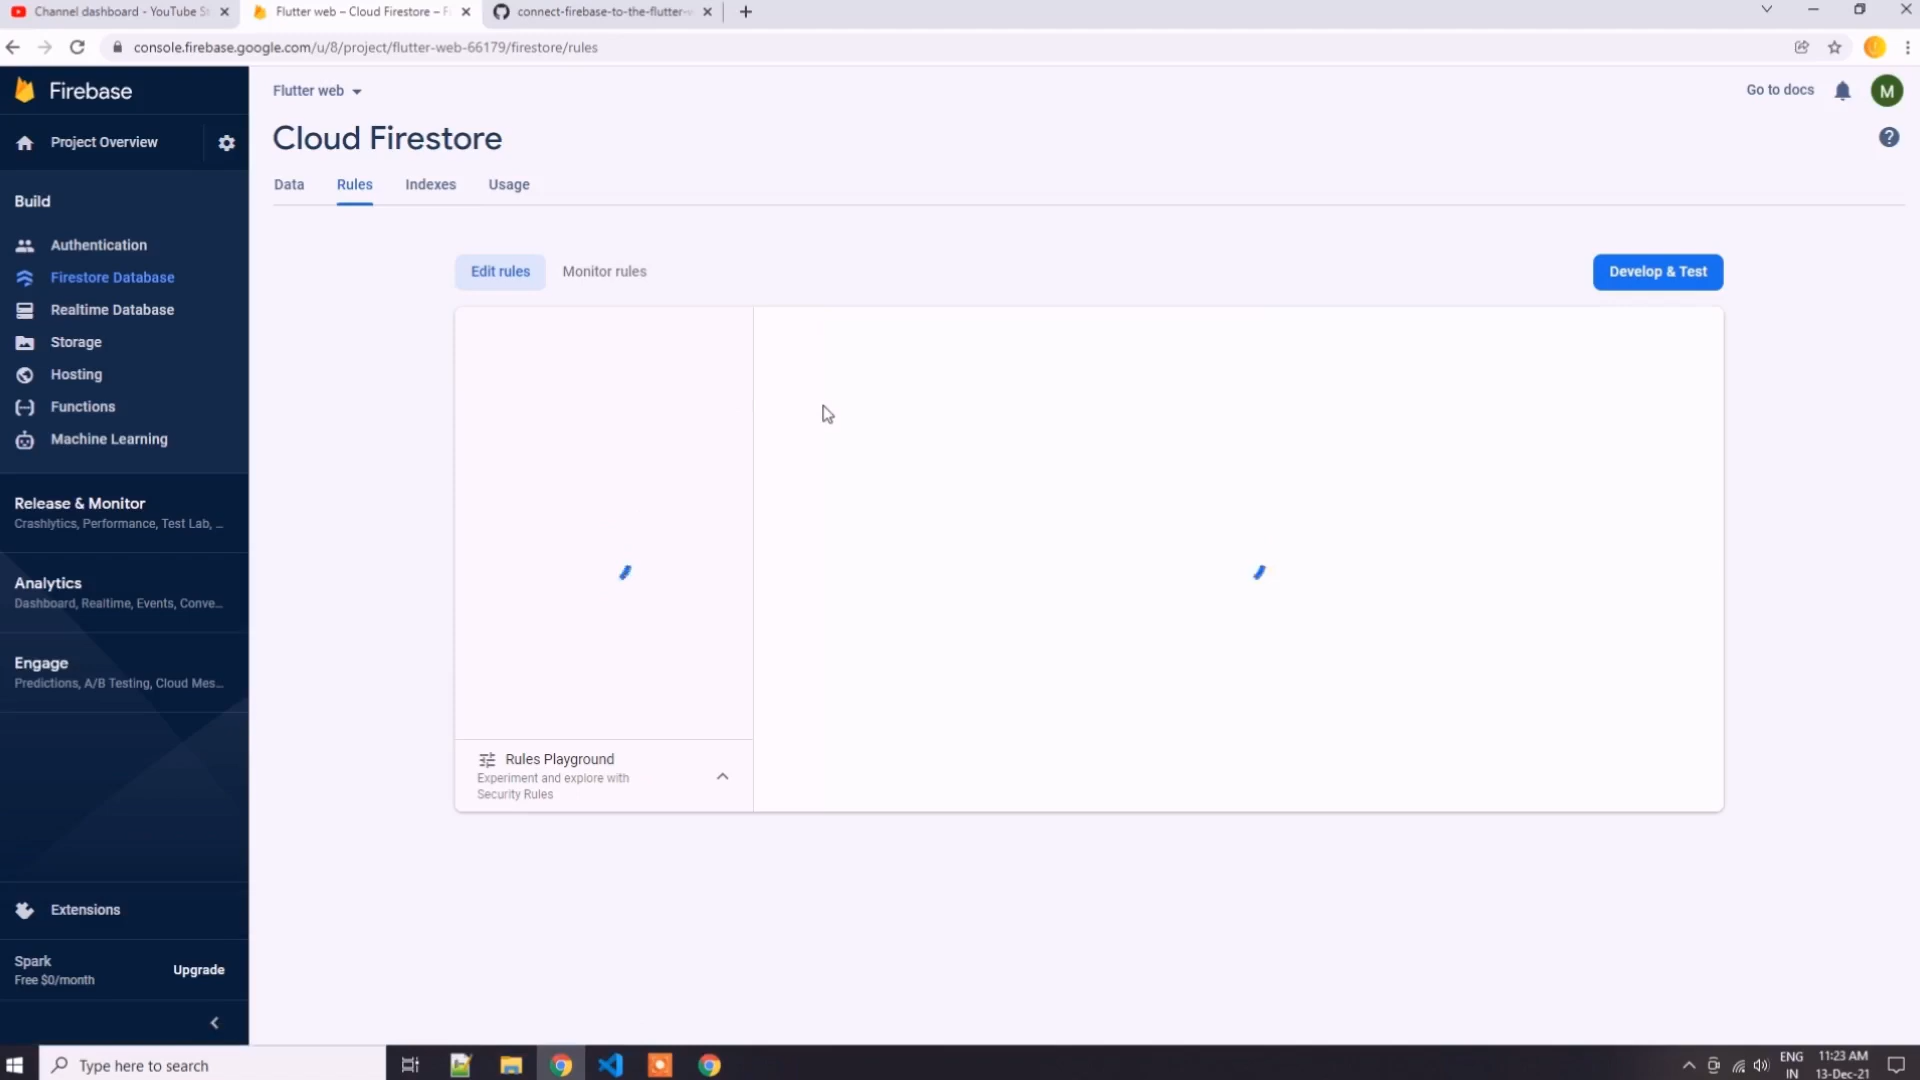 Channel dashboard - YouTube St
Flutter web – Cloud Firestore – F
connect-firebase-to-the-flutter-w
console.firebase.google.com/u/8/project/flutter-web-66179/firestore/rules
Firebase
Flutter web
Go to docs
M
Project Overview
Cloud Firestore
?
Data
Rules
Indexes
Usage
Build
Authentication
Firestore Database
Realtime Database
Storage
Hosting
Functions
Machine Learning
Edit rules
Monitor rules
Develop & Test
Release & Monitor
Crashlytics, Performance, Test Lab, ...
Analytics
Dashboard, Realtime, Events, Conve...
Engage
Predictions, A/B Testing, Cloud Mes...
Rules Playground
Experiment and explore with
Security Rules
Extensions
Spark
Free $0/month
Upgrade
Type here to search
ENG
IN
11:23 AM
13-Dec-21